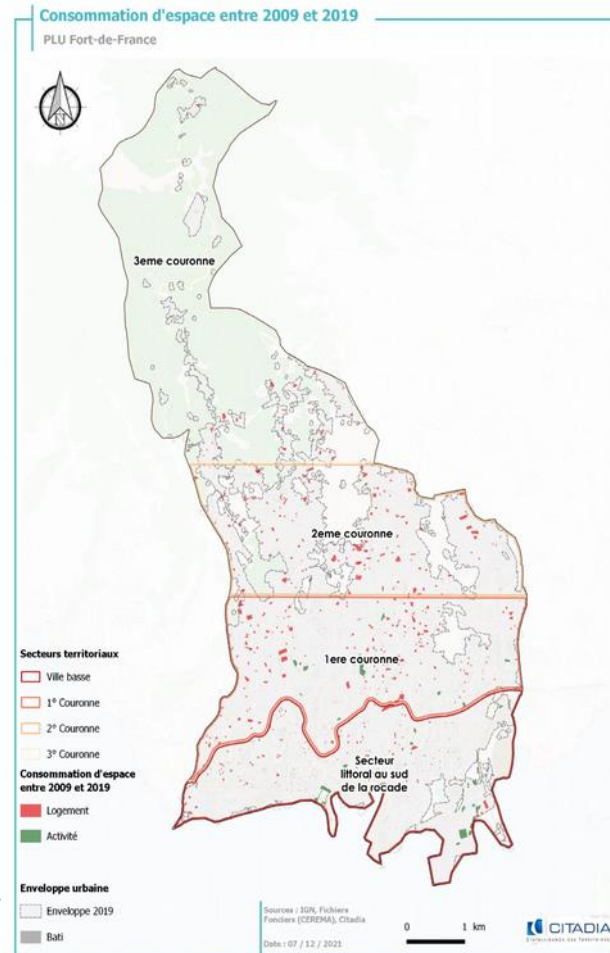 Consommation d'espace entre 2009 et 2019
PLU Fort-de-France
N
3eme couronne
2eme couronne
1ere couronne
Secteur
littoral au sud
de la rocade
Secteurs territoriaux
Ville basse
1° Couronne
2° Couronne
3° Couronne
Consommation d'espace
entre 2009 et 2019
Logement
Activité
Enveloppe urbaine
Enveloppe 2019
Bati
Sources : IGN, Fichiers
Fonciers (CEREMA), Citadia
Date : 07 / 12 / 2021
0 1 km
CITADIA